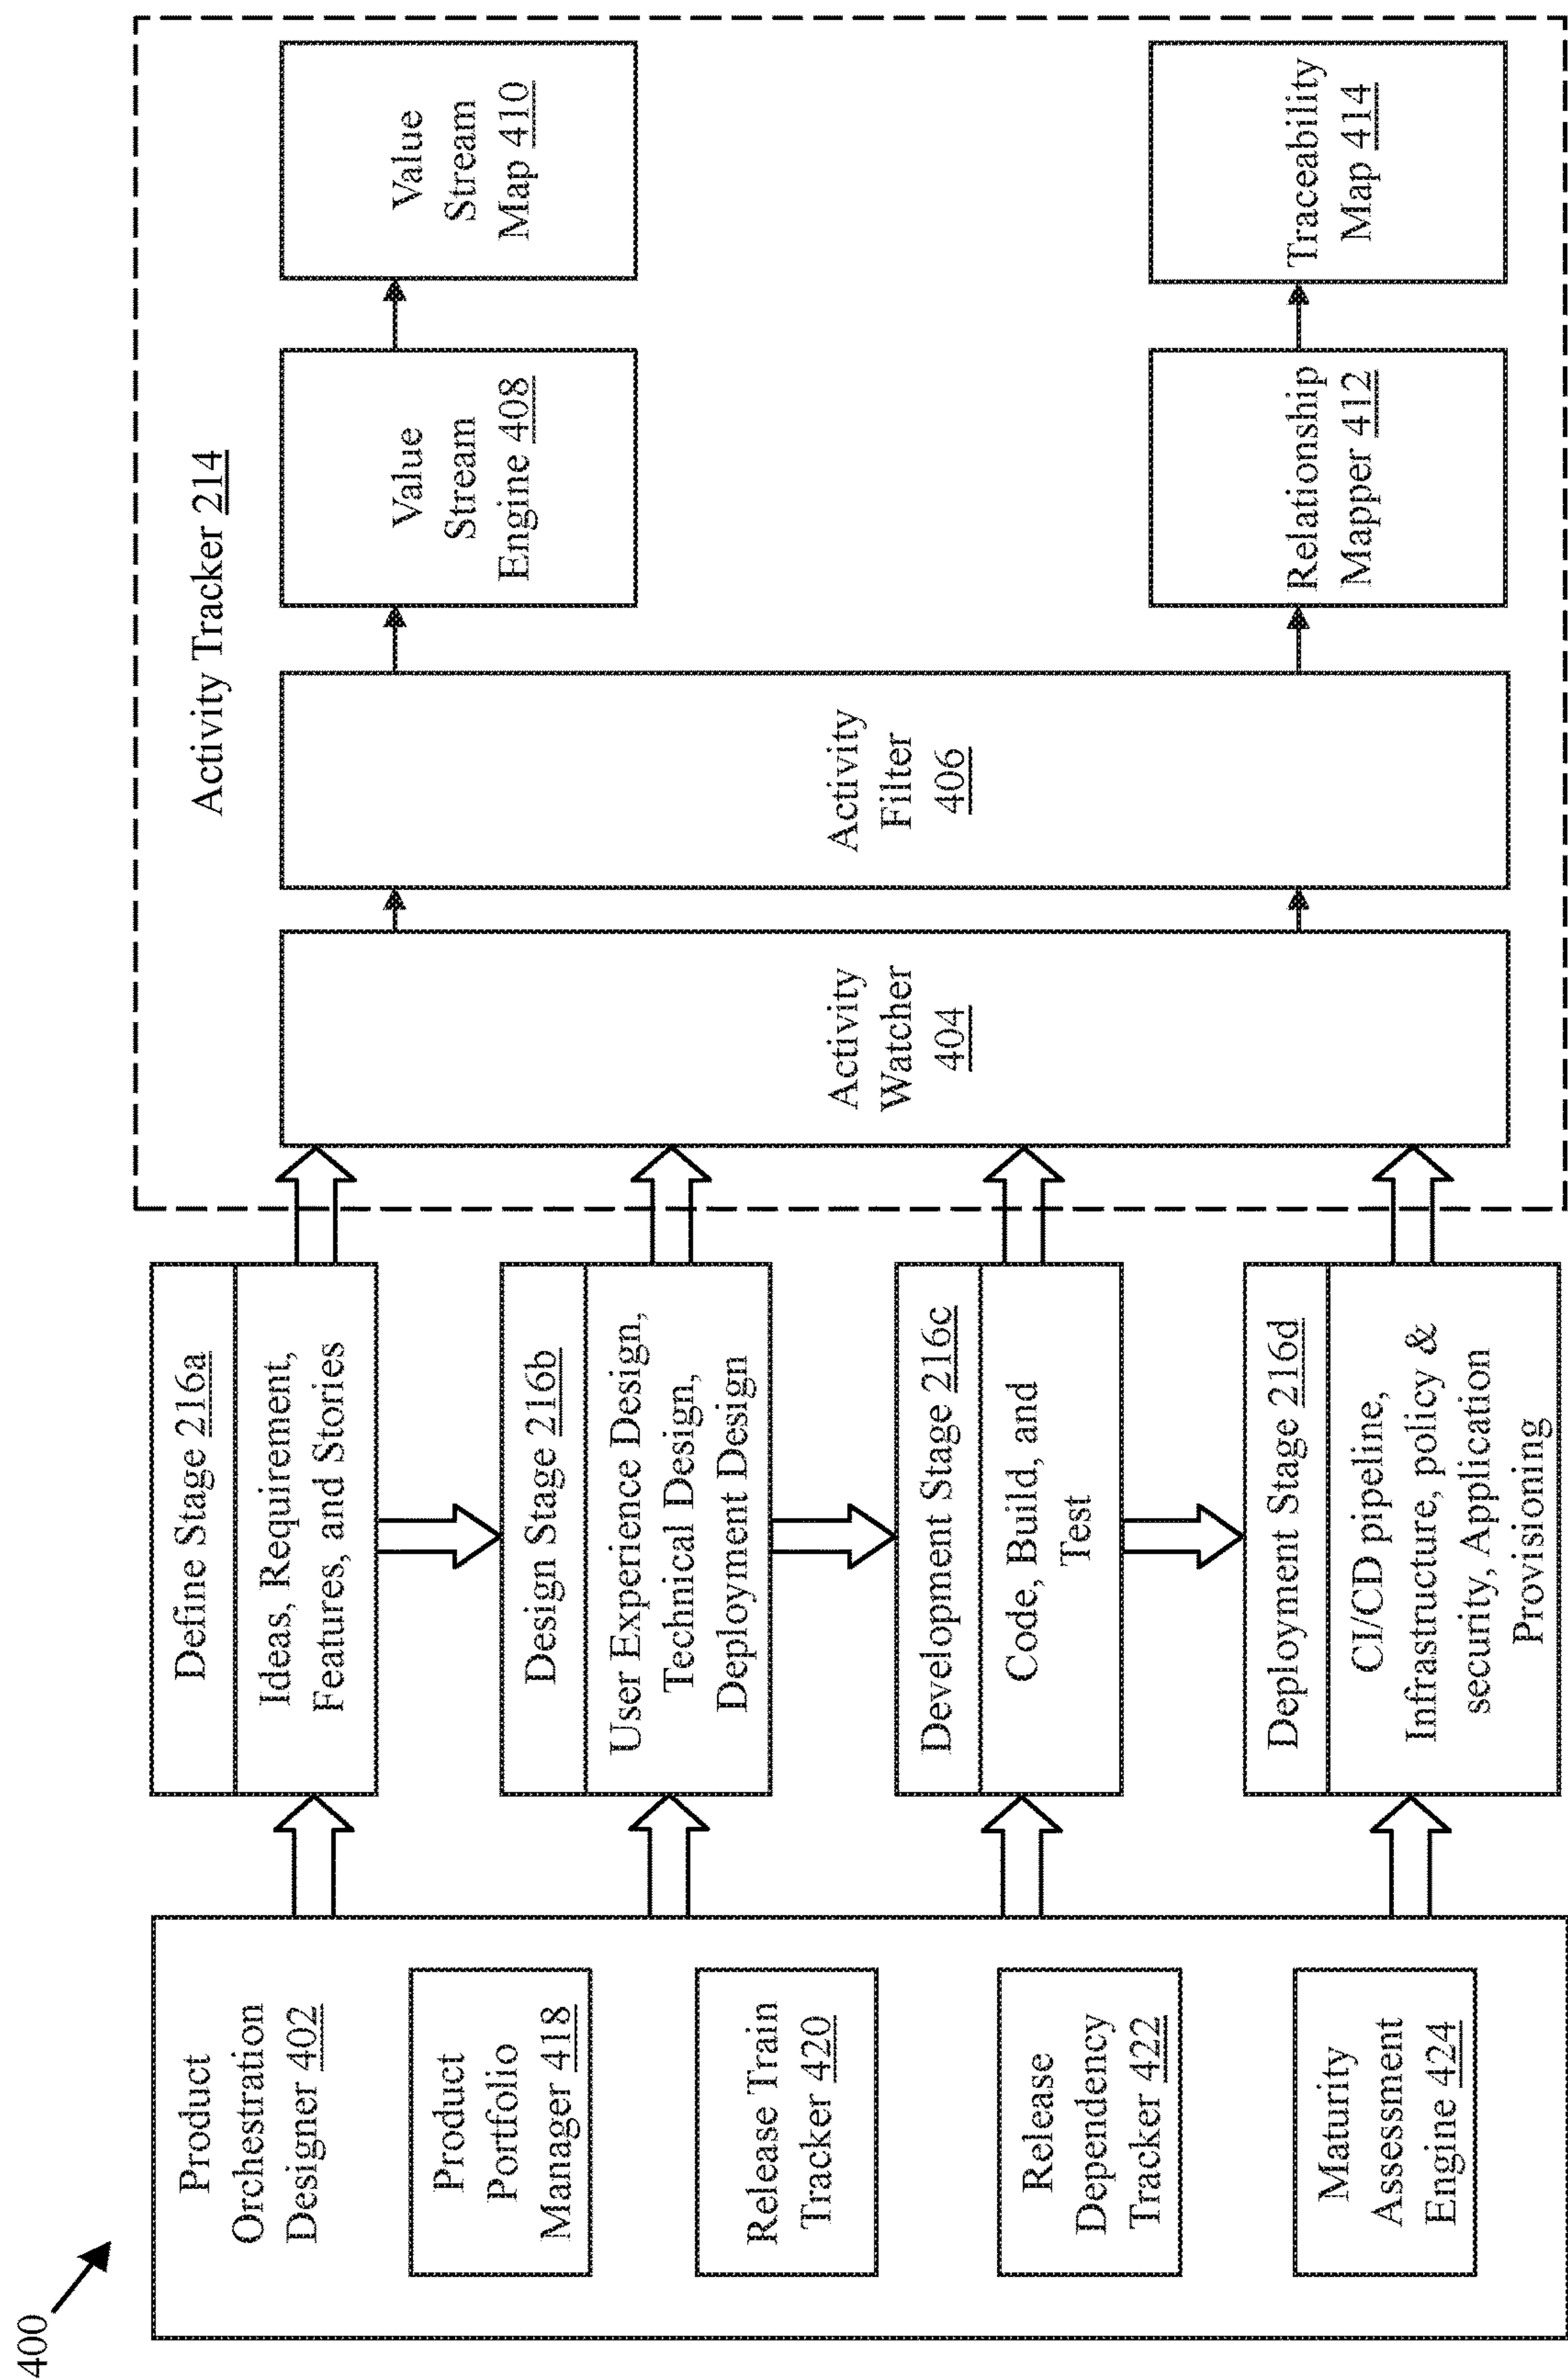 400
Product
Orchestration
Designer 402
Product
Portfolio
Manager 418
Release Train
Tracker 420
Release
Dependency
Tracker 422
Maturity
Assessment
Engine 424
Define Stage 216a
Ideas, Requirement,
Features, and Stories
Design Stage 216b
User Experience Design,
Technical Design,
Deployment Design
Development Stage 216c
Code, Build, and
Test
Deployment Stage 216d
CI/CD pipeline,
Infrastructure, policy &
security, Application
Provisioning
Activity Tracker 214
Activity
Watcher
404
Activity
Filter
406
Value
Stream
Engine 408
Value
Stream
Map 410
Relationship
Mapper 412
Traceability
Map 414